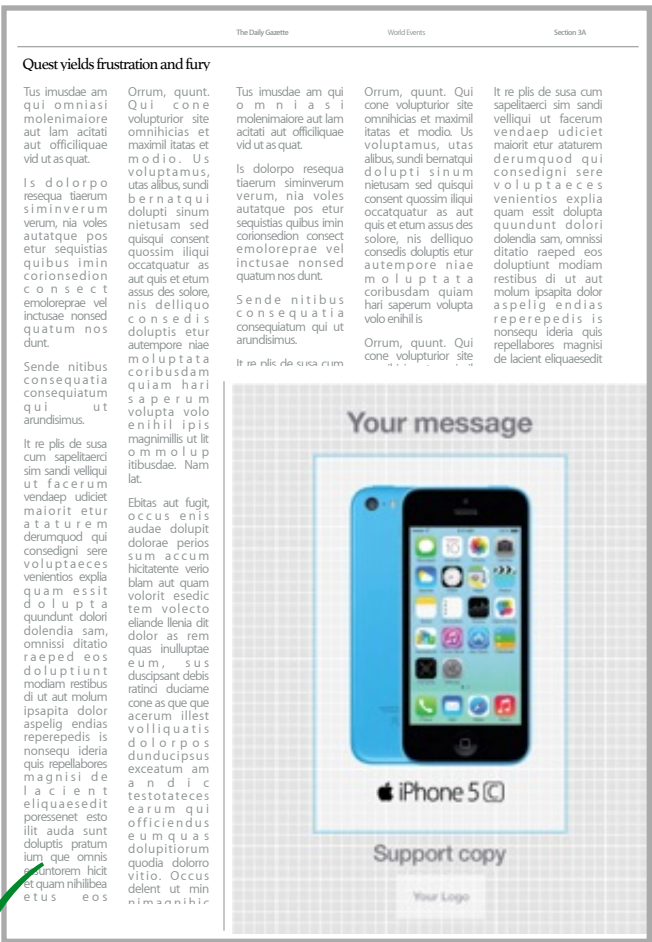 The Daily Gazette
World Events
Section 3A
Quest yields frustration and fury
Tus imusdae am
qui omniasi
molenimaiore
aut lam acitati
aut officiliquae
vid ut as quat.
Is dolorpo
resequa tiaerum
siminverum
verum, nia voles
autatque pos
etur sequistias
quibus imin
corionsedion
consect
emoloreprae vel
inctusae nonsed
quatum nos
dunt.
Sende nitibus
consequatia
consequiatum
qui ut
arundisimus.
It re plis de susa
cum sapelitaerci
sim sandi velliqui
ut facerum
vendaep udiciet
maiorit etur
ataturem
derumquod qui
consedigni sere
voluptaeces
venientios explia
quam essit
dolupta
quundunt dolori
dolendia sam,
omnissi ditatio
raeped eos
doluptiunt
modiam restibus
di ut aut molum
ipsapita dolor
aspelig endias
reperepedis is
nonsequ ideria
quis repellabores
magnisi de
lacient
eliquaesedit
poressenet esto
ilit auda sunt
doluptis pratum
ium que omnis
esuntorem hicit
et quam nihilibea
etus eos
Orrum, quunt.
Qui cone
volupturior site
omnihicias et
maximil itatas et
modio. Us
voluptamus,
utas alibus, sundi
bernatqui
dolupti sinum
nietusam sed
quisqui consent
quossim iliqui
occatquatur as
aut quis et etum
assus des solore,
nis delliquo
consedis
doluptis etur
autempore niae
moluptata
coribusdam
quiam hari
saperum
volupta volo
enihil ipis
magnimillis ut lit
ommolup
itibusdae. Nam
lat.
Ebitas aut fugit,
occus enis
audae dolupit
dolorae perios
sum accum
hicitatente verio
blam aut quam
volorit esedic
tem volecto
eliande llenia dit
dolor as rem
quas inulluptae
eum, sus
duscipsant debis
ratinci duciame
cone as que que
acerum illest
volliquatis
dolorpos
dunducipsus
exceatum am
andic
testotateces
earum qui
officiendus
eumquas
dolupitiorum
quodia dolorro
vitio. Occus
delent ut min
nimagnihic
Tus imusdae am qui
omniasi
molenimaiore aut lam
acitati aut officiliquae
vid ut as quat.
Is dolorpo resequa
tiaerum siminverum
verum, nia voles
autatque pos etur
sequistias quibus imin
corionsedion consect
emoloreprae vel
inctusae nonsed
quatum nos dunt.
Sende nitibus
consequatia
consequiatum qui ut
arundisimus.
It re plis de susa cum
Orrum, quunt. Qui
cone volupturior site
omnihicias et maximil
itatas et modio. Us
voluptamus, utas
alibus, sundi bernatqui
dolupti sinum
nietusam sed quisqui
consent quossim iliqui
occatquatur as aut
quis et etum assus des
solore, nis delliquo
consedis doluptis etur
autempore niae
moluptata
coribusdam quiam
hari saperum volupta
volo enihil is
Orrum, quunt. Qui
cone volupturior site
It re plis de susa cum
sapelitaerci sim sandi
velliqui ut facerum
vendaep udiciet
maiorit etur ataturem
derumquod qui
consedigni sere
voluptaeces
venientios explia
quam essit dolupta
quundunt dolori
dolendia sam, omnissi
ditatio raeped eos
doluptiunt modiam
restibus di ut aut
molum ipsapita dolor
aspelig endias
reperepedis is
nonsequ ideria quis
repellabores magnisi
de lacient eliquaesedit
Your message
iPhone 5C
Support copy
Your Logo